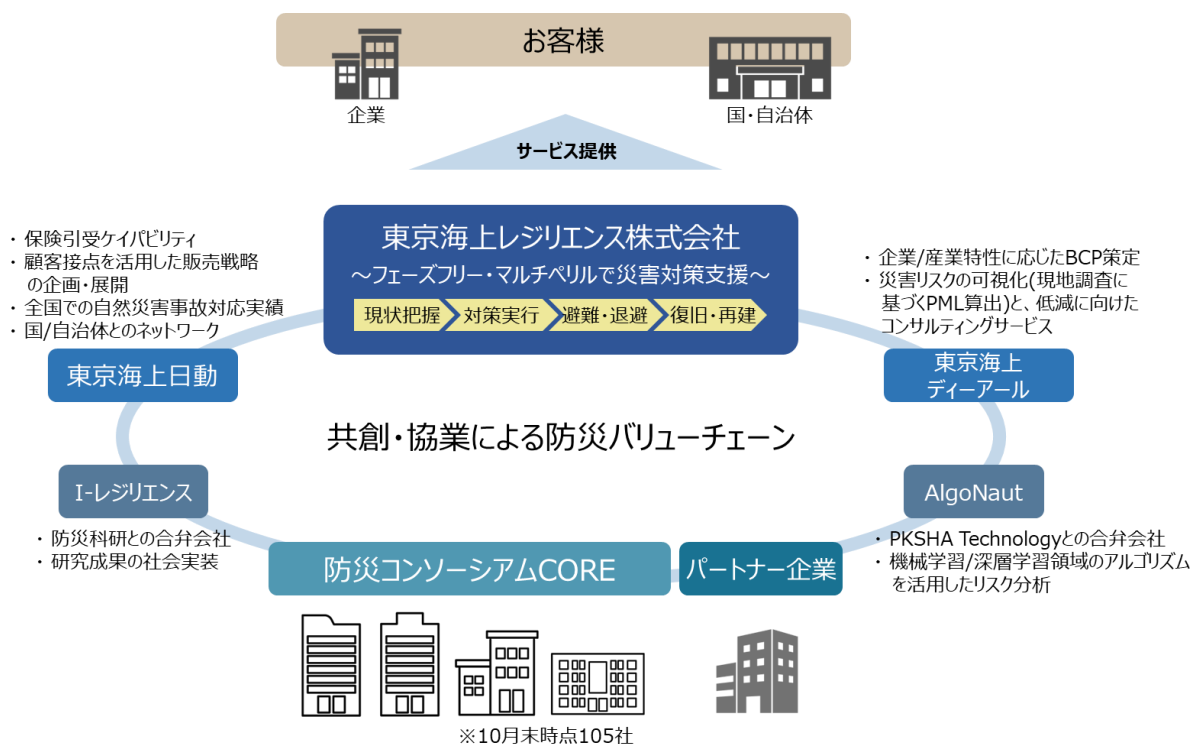 お客様
企業
国・自治体
サービス提供
東京海上レジリエンス株式会社
～フェーズフリー・マルチペリルで災害対策支援～
現状把握
対策実行
避難・退避
復旧・再建
・保険引受ケイパビリティ
・顧客接点を活用した販売戦略
の企画・展開
・全国での自然災害事故対応実績
・国/自治体とのネットワーク
東京海上日動
・企業/産業特性に応じたBCP策定
・災害リスクの可視化(現地調査に
基づくPML算出)と、低減に向けた
コンサルティングサービス
東京海上
ディーアール
共創・協業による防災バリューチェーン
I-レジリエンス
・防災科研との合弁会社
・研究成果の社会実装
AlgoNaut
・PKSHA Technologyとの合弁会社
・機械学習/深層学習領域のアルゴリズム
を活用したリスク分析
防災コンソーシアムCORE
パートナー企業
※10月末時点105社